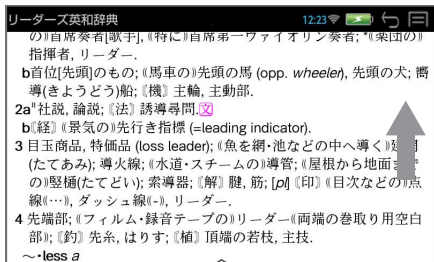 リーダーズ英和辞典 12:23
の》首席奏者[歌手], 《特に》首席第一ヴァイオリン奏者; *《楽団の》
指揮者, リーダー.
b首位[先頭]のもの; 《馬車の》先頭の馬 (opp. wheeler), 先頭の犬; 嚮
導(きょうどう)船; 〘機〙 主輪, 主動部.
2a"社説, 論説; 〘法〙 誘導尋問.文
b〘経〙 《景気の》先行き指標 (=leading indicator).
3 目玉商品, 特価品 (loss leader); 《魚を網・池などの中へ導く》
(たてあみ); 導火線; 《水道・スチームの》導管; 《屋根から地面ま
の》竪樋(たてどい); 索導器; 〘解〙 腱, 筋; [pl] 〘印〙 《目次などの》点
線《…》, ダッシュ線《-》, リーダー.
4 先端部; 《フィルム・録音テープの》リーダー《両端の巻取り用空白
部》; 〘釣〙 先糸, はりす; 〘植〙 頂端の若枝, 主技.
〜・less a